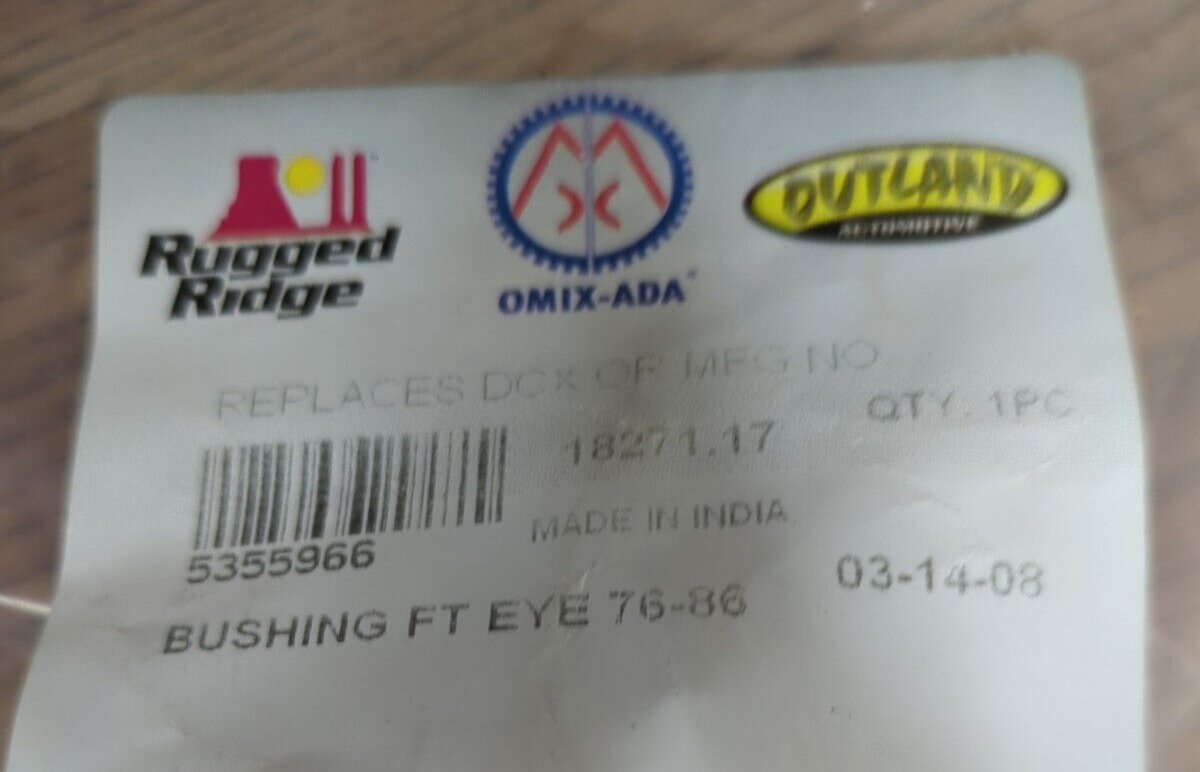 Rugged
Ridge
OMIX-ADA
OUTLAND
AUTOMOTIVE
REPLACES DCX OR MFG NO.
18271.17
QTY. 1PC
MADE IN INDIA
5355966
03-14-08
BUSHING FT EYE 76-86